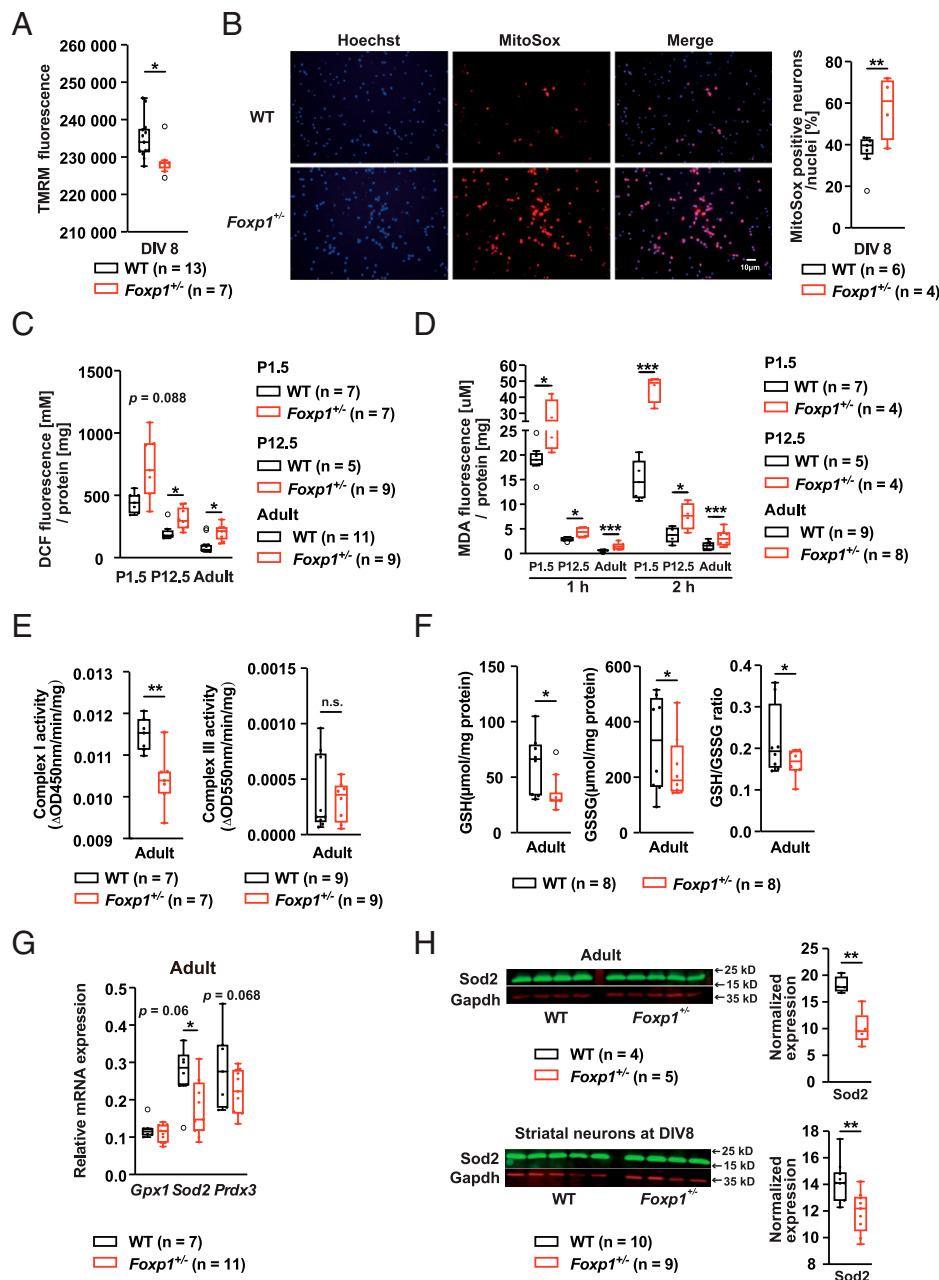 A
260 000
250 000
240 000
230 000
220 000
210 000
TMRM fluorescence
*
DIV 8
WT (n = 13)
Foxp1+/- (n = 7)
B
Hoechst
MitoSox
Merge
WT
Foxp1+/-
10μm
MitoSox positive neurons
/nuclei [%]
80
60
40
20
0
**
DIV 8
WT (n = 6)
Foxp1+/- (n = 4)
C
DCF fluorescence [mM]
/ protein [mg]
1500
1000
500
0
p = 0.088
*
*
P1.5 P12.5 Adult
P1.5
WT (n = 7)
Foxp1+/- (n = 7)
P12.5
WT (n = 5)
Foxp1+/- (n = 9)
Adult
WT (n = 11)
Foxp1+/- (n = 9)
D
MDA fluorescence [uM]
/ protein [mg]
60
50
40
30
20
25
20
15
10
5
0
*
*
***
***
*
***
P1.5 P12.5 Adult P1.5 P12.5 Adult
1 h 2 h
P1.5
WT (n = 7)
Foxp1+/- (n = 4)
P12.5
WT (n = 5)
Foxp1+/- (n = 4)
Adult
WT (n = 9)
Foxp1+/- (n = 8)
E
Complex I activity
(ΔOD450nm/min/mg)
0.013
0.012
0.011
0.010
0.009
**
Adult
WT (n = 7)
Foxp1+/- (n = 7)
Complex III activity
(ΔOD550nm/min/mg)
0.0015
0.0010
0.0005
0.0000
n.s.
Adult
WT (n = 9)
Foxp1+/- (n = 9)
F
GSH(μmol/mg protein)
150
100
50
0
*
Adult
GSSG(μmol/mg protein)
600
400
200
0
*
Adult
GSH/GSSG ratio
0.4
0.3
0.2
0.1
0.0
*
Adult
WT (n = 8)
Foxp1+/- (n = 8)
G
Adult
Relative mRNA expression
0.5
0.4
0.3
0.2
0.1
0.0
p = 0.06
*
p = 0.068
Gpx1 Sod2 Prdx3
WT (n = 7)
Foxp1+/- (n = 11)
H
Adult
Sod2
Gapdh
←25 kD
←15 kD
←35 kD
WT
Foxp1+/-
WT (n = 4)
Foxp1+/- (n = 5)
Normalized
expression
25
20
15
10
5
0
**
Sod2
Striatal neurons at DIV8
Sod2
Gapdh
←25 kD
←15 kD
←35 kD
WT
Foxp1+/-
WT (n = 10)
Foxp1+/- (n = 9)
Normalized
expression
18
16
14
12
10
8
**
Sod2